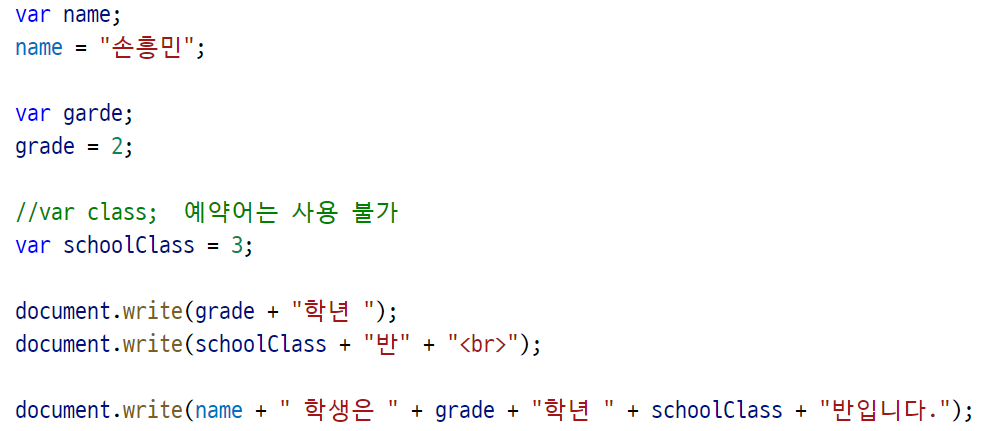 var name;
name = "손흥민";
var garde;
grade = 2;
//var class;  예약어는 사용 불가
var schoolClass = 3;
document.write(grade + "학년 ");
document.write(schoolClass + "반" + "<br>");
document.write(name + " 학생은 " + grade + "학년 " + schoolClass + "반입니다.");